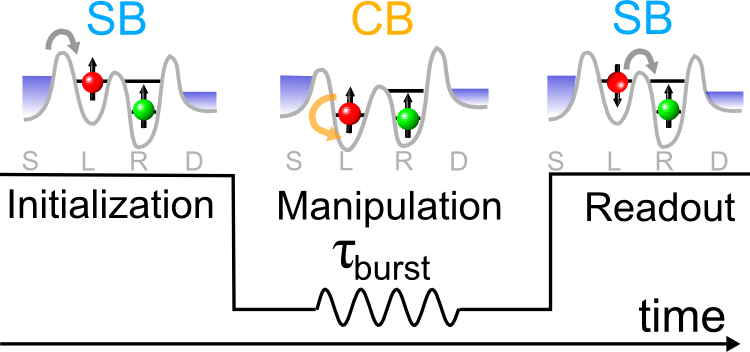 SB CB SB
S L R D S L R D S L R D
Initialization Manipulation Readout
τburst
time